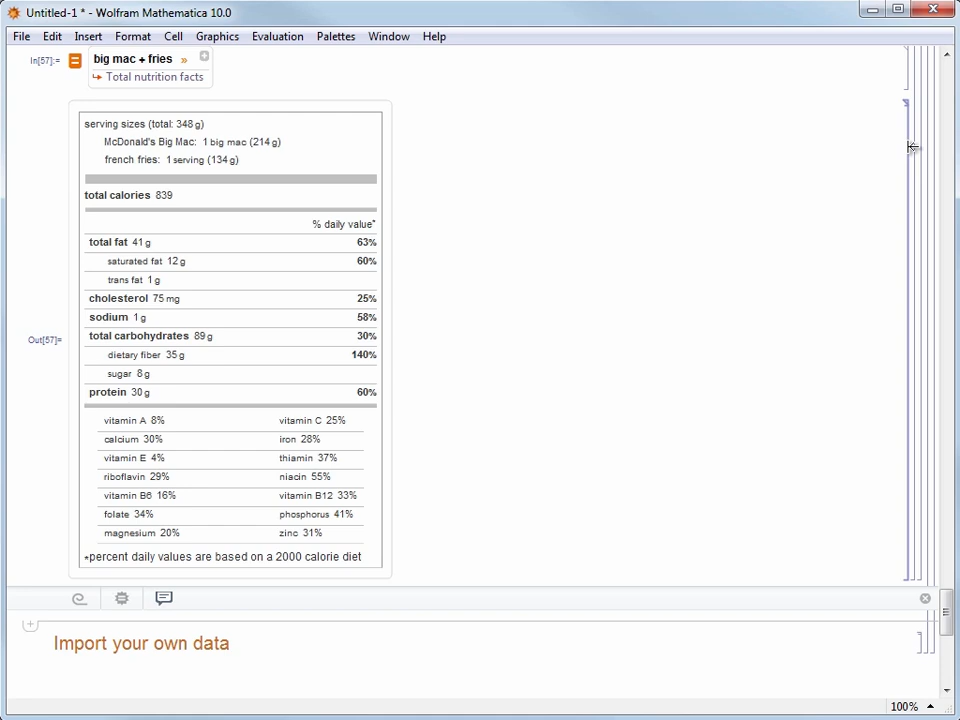 Untitled-1 * - Wolfram Mathematica 10.0
File Edit Insert Format Cell Graphics Evaluation Palettes Window Help
In[57]:= big mac + fries »
Total nutrition facts
serving sizes (total: 348 g)
McDonald's Big Mac: 1 big mac (214 g)
french fries: 1 serving (134 g)
total calories 839
% daily value*
total fat 41 g 63%
saturated fat 12 g 60%
trans fat 1 g
cholesterol 75 mg 25%
sodium 1 g 58%
total carbohydrates 89 g 30%
Out[57]=
dietary fiber 35 g 140%
sugar 8 g
protein 30 g 60%
vitamin A 8% vitamin C 25%
calcium 30% iron 28%
vitamin E 4% thiamin 37%
riboflavin 29% niacin 55%
vitamin B6 16% vitamin B12 33%
folate 34% phosphorus 41%
magnesium 20% zinc 31%
*percent daily values are based on a 2000 calorie diet
Import your own data
100%